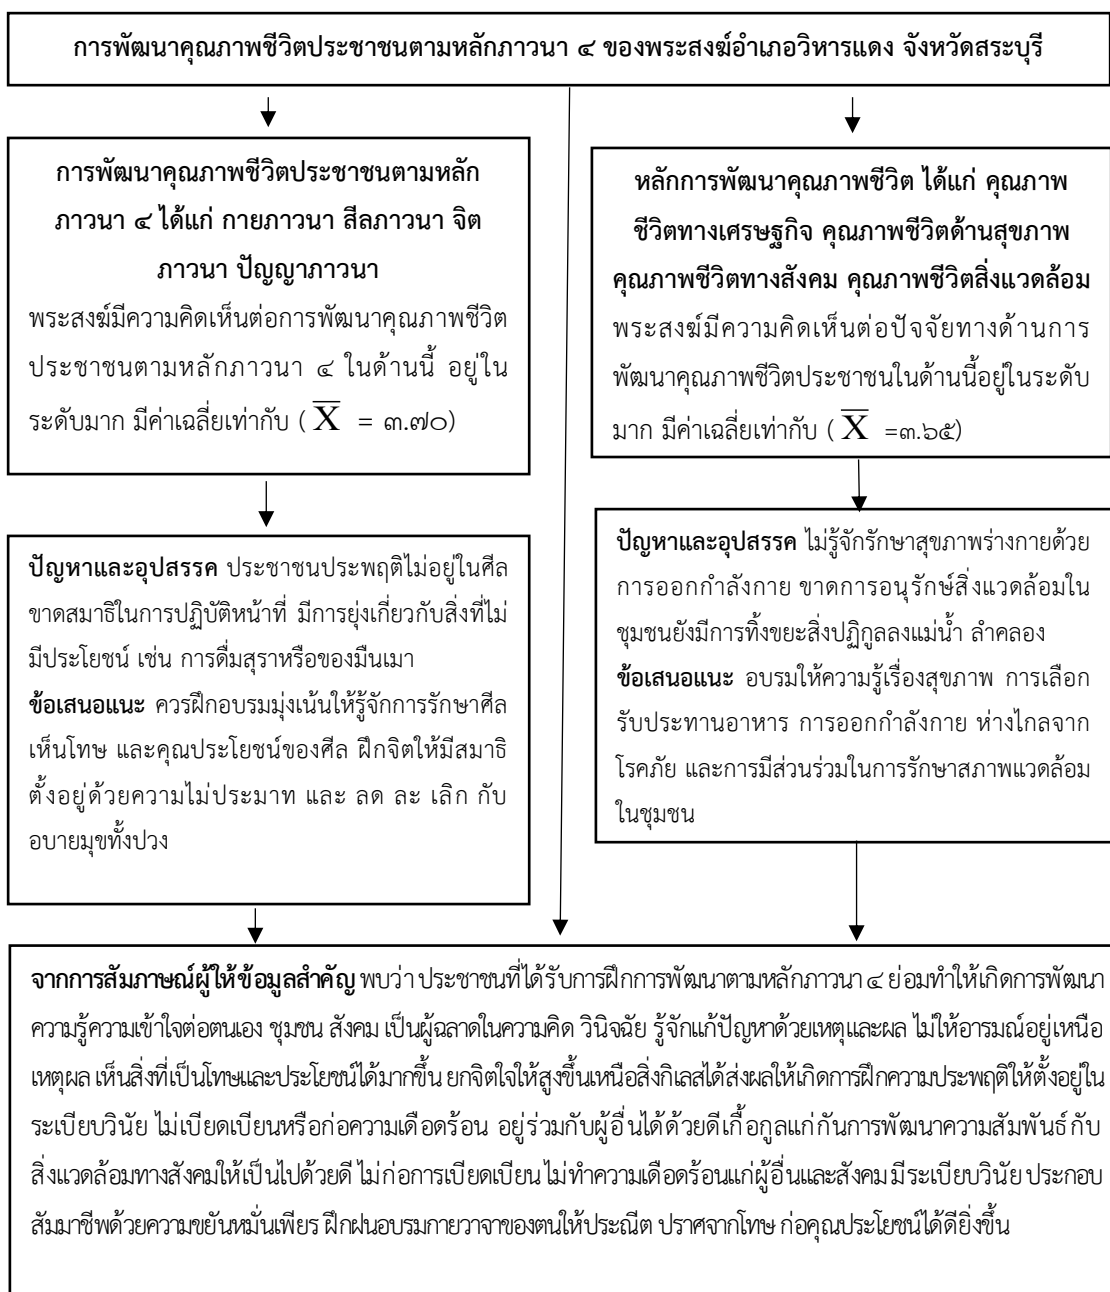 การพัฒนาคุณภาพชีวิตประชาชนตามหลักภาวนา ๔ ของพระสงฆ์อำเภอวิหารแดง จังหวัดสระบุรี
การพัฒนาคุณภาพชีวิตประชาชนตามหลัก
ภาวนา ๔ ได้แก่ กายภาวนา สีลภาวนา จิต
ภาวนา ปัญญาภาวนา
พระสงฆ์มีความคิดเห็นต่อการพัฒนาคุณภาพชีวิต
ประชาชนตามหลักภาวนา ๔ ในด้านนี้ อยู่ใน
ระดับมาก มีค่าเฉลี่ยเท่ากับ ( X̅ = ๓.๗๐)
หลักการพัฒนาคุณภาพชีวิต ได้แก่ คุณภาพ
ชีวิตทางเศรษฐกิจ คุณภาพชีวิตด้านสุขภาพ
คุณภาพชีวิตทางสังคม คุณภาพชีวิตสิ่งแวดล้อม
พระสงฆ์มีความคิดเห็นต่อปัจจัยทางด้านการ
พัฒนาคุณภาพชีวิตประชาชนในด้านนี้อยู่ในระดับ
มาก มีค่าเฉลี่ยเท่ากับ ( X̅ =๓.๖๕)
ปัญหาและอุปสรรค ประชาชนประพฤติไม่อยู่ในศีล
ขาดสมาธิในการปฏิบัติหน้าที่ มีการยุ่งเกี่ยวกับสิ่งที่ไม่
มีประโยชน์ เช่น การดื่มสุราหรือของมึนเมา
ข้อเสนอแนะ ควรฝึกอบรมมุ่งเน้นให้รู้จักการรักษาศีล
เห็นโทษ และคุณประโยชน์ของศีล ฝึกจิตให้มีสมาธิ
ตั้งอยู่ด้วยความไม่ประมาท และ ลด ละ เลิก กับ
อบายมุขทั้งปวง
ปัญหาและอุปสรรค ไม่รู้จักรักษาสุขภาพร่างกายด้วย
การออกกำลังกาย ขาดการอนุรักษ์สิ่งแวดล้อมใน
ชุมชนยังมีการทิ้งขยะสิ่งปฏิกูลลงแม่น้ำ ลำคลอง
ข้อเสนอแนะ อบรมให้ความรู้เรื่องสุขภาพ การเลือก
รับประทานอาหาร การออกกำลังกาย ห่างไกลจาก
โรคภัย และการมีส่วนร่วมในการรักษาสภาพแวดล้อม
ในชุมชน
จากการสัมภาษณ์ผู้ให้ข้อมูลสำคัญ พบว่า ประชาชนที่ได้รับการฝึกการพัฒนาตามหลักภาวนา ๔ ย่อมทำให้เกิดการพัฒนา
ความรู้ความเข้าใจต่อตนเอง ชุมชน สังคม เป็นผู้ฉลาดในความคิด วินิจฉัย รู้จักแก้ปัญหาด้วยเหตุและผล ไม่ให้อารมณ์อยู่เหนือ
เหตุผล เห็นสิ่งที่เป็นโทษและประโยชน์ได้มากขึ้น ยกจิตใจให้สูงขึ้นเหนือสิ่งกิเลสได้ส่งผลให้เกิดการฝึกความประพฤติให้ตั้งอยู่ใน
ระเบียบวินัย ไม่เบียดเบียนหรือก่อความเดือดร้อน อยู่ร่วมกับผู้อื่นได้ด้วยดีเกื้อกูลแก่กันการพัฒนาความสัมพันธ์กับ
สิ่งแวดล้อมทางสังคมให้เป็นไปด้วยดี ไม่ก่อการเบียดเบียน ไม่ทำความเดือดร้อนแก่ผู้อื่นและสังคม มีระเบียบวินัย ประกอบ
สัมมาชีพด้วยความขยันหมั่นเพียร ฝึกฝนอบรมกายวาจาของตนให้ประณีต ปราศจากโทษ ก่อคุณประโยชน์ได้ดียิ่งขึ้น